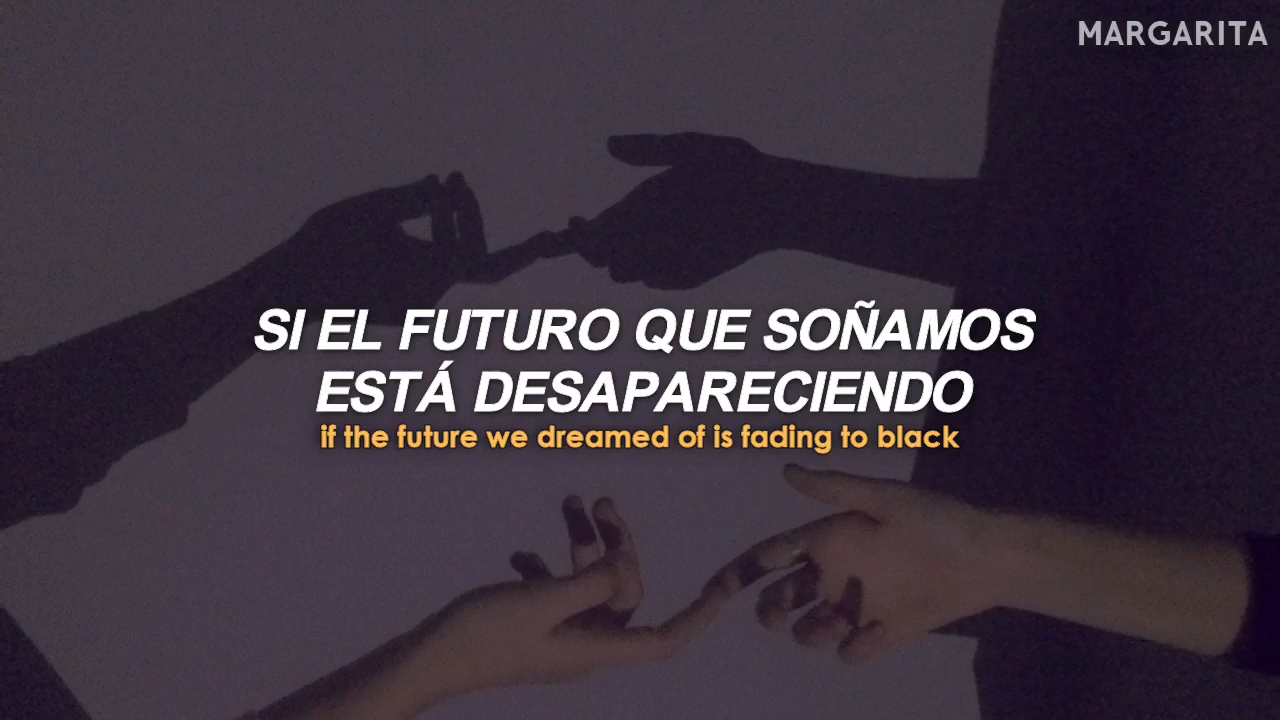 MARGARITA
SI EL FUTURO QUE SOÑAMOS
ESTÁ DESAPARECIENDO
if the future we dreamed of is fading to black